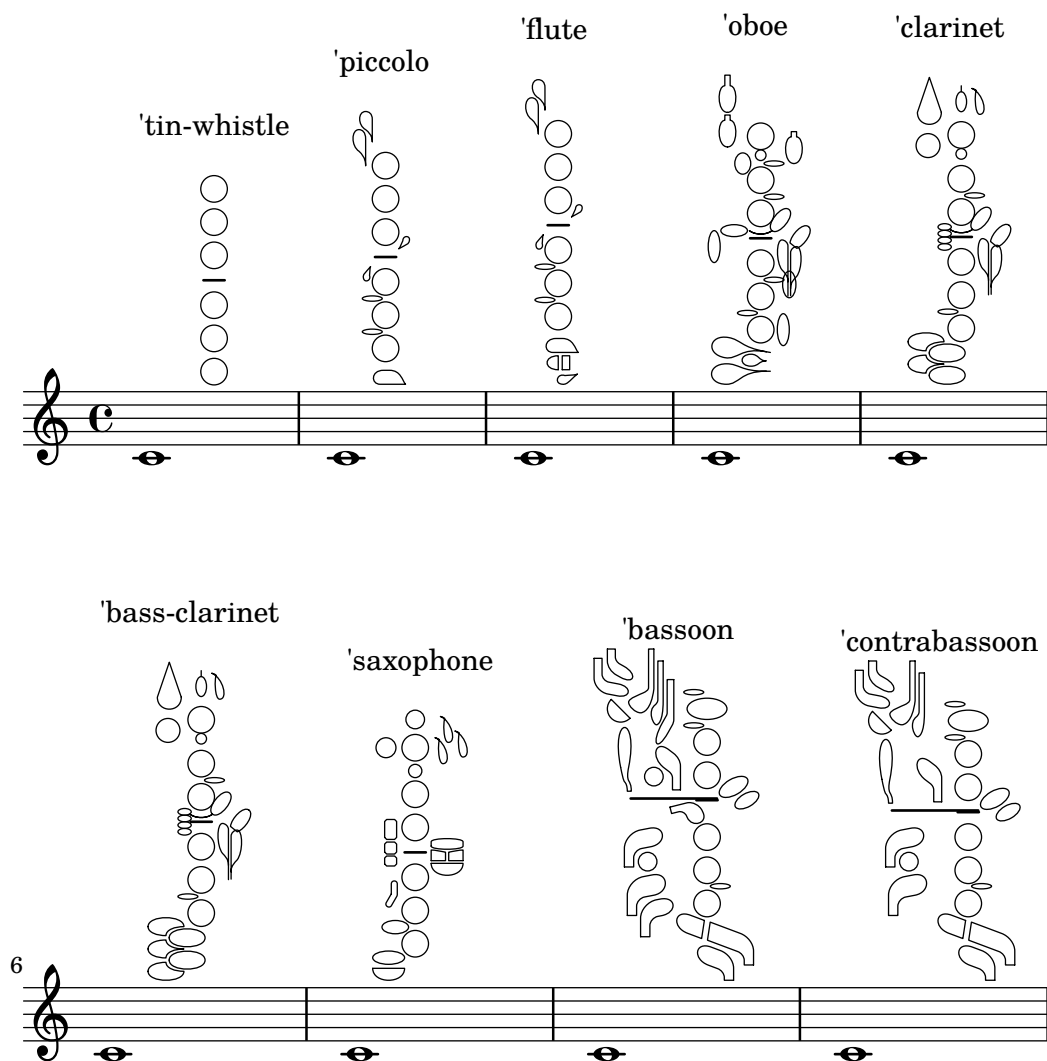 'tin-whistle
'piccolo
'flute
'oboe
'clarinet
'bass-clarinet
'saxophone
'bassoon
'contrabassoon
6